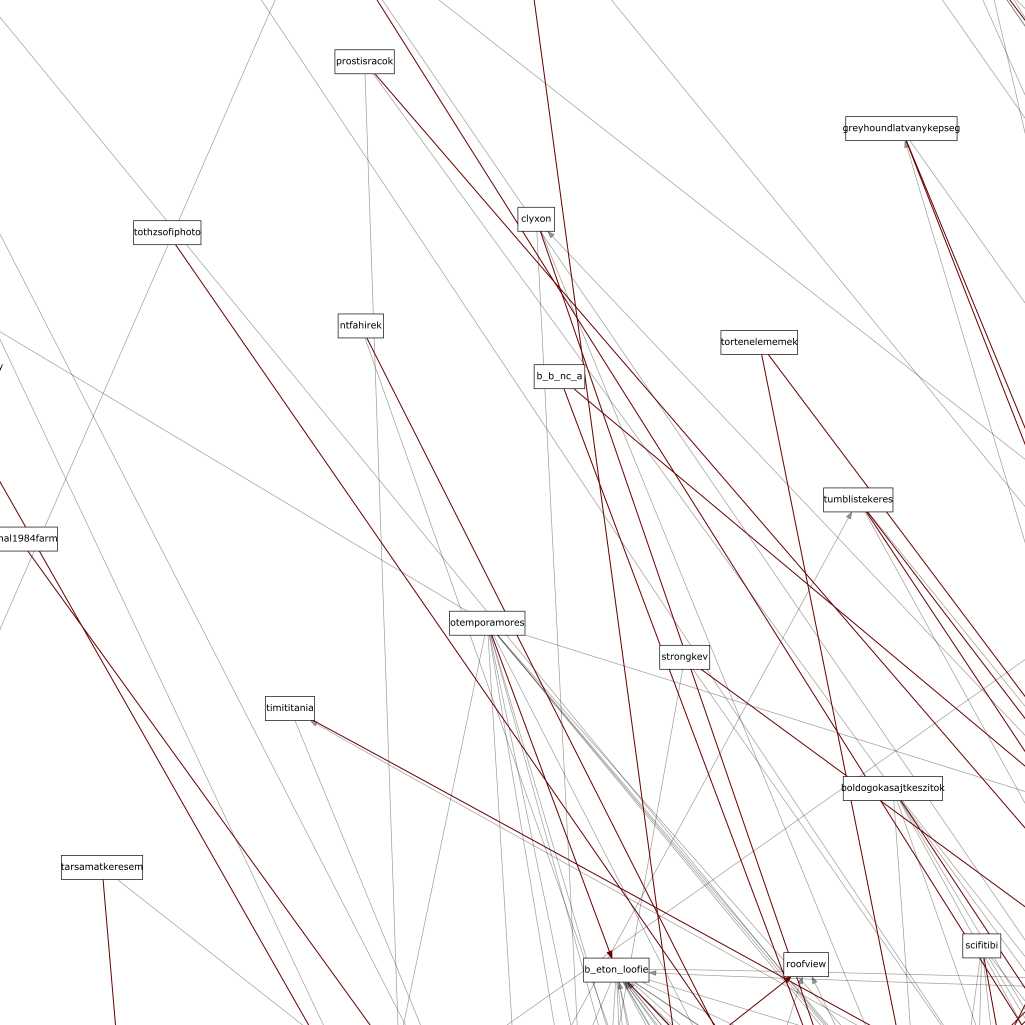 prostisracok
greyhoundlatvanykepseg
clyxon
tothzsofiphoto
ntfahirek
tortenelememek
b_b_nc_a
tumblistekeres
nal1984farm
otemporamores
strongkev
timititania
boldogokasajtkeszitok
tarsamatkeresem
scifitibi
roofview
b_eton_loofie